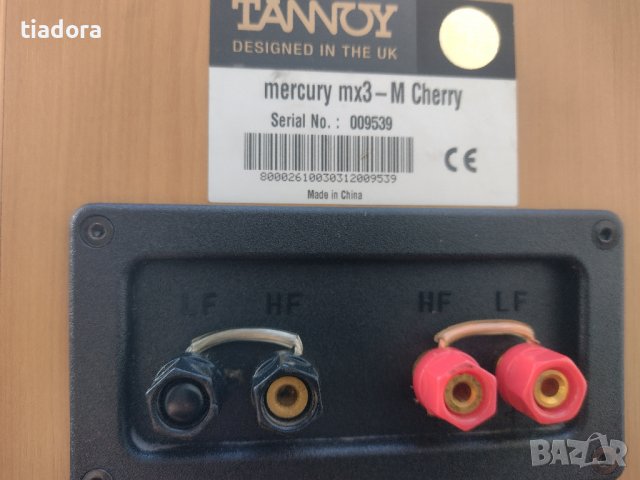 tiadora
TANNOY
DESIGNED IN THE UK
mercury mx3-M Cherry
Serial No. : 009539
80002610030312009539
CE
Made in China
LF HF HF LF
BAZAR